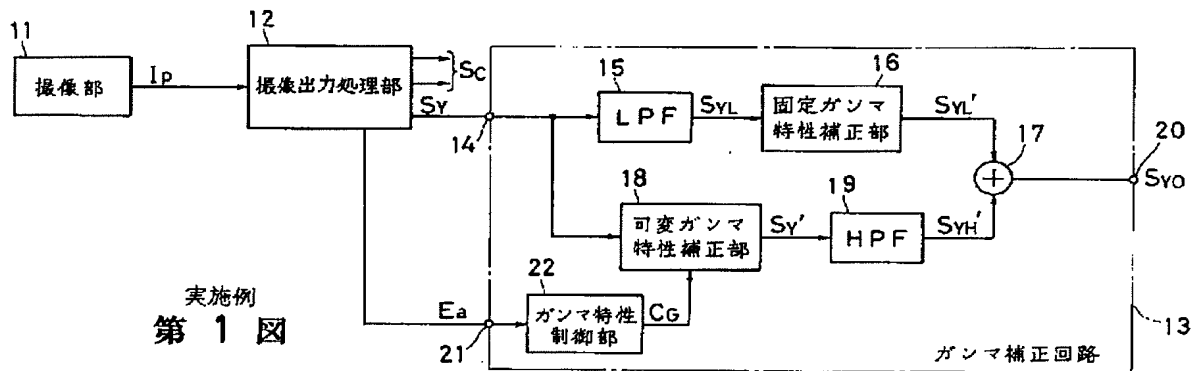 11
撮像部
Ip
12
撮像出力処理部
Sc
SY
14
15
LPF
SYL
16
固定ガンマ
特性補正部
SYL'
17
+
20
SYO
18
可変ガンマ
特性補正部
SY'
19
HPF
SYH'
22
ガンマ特性
制御部
CG
Ea
21
13
ガンマ補正回路
実施例
第 1 図